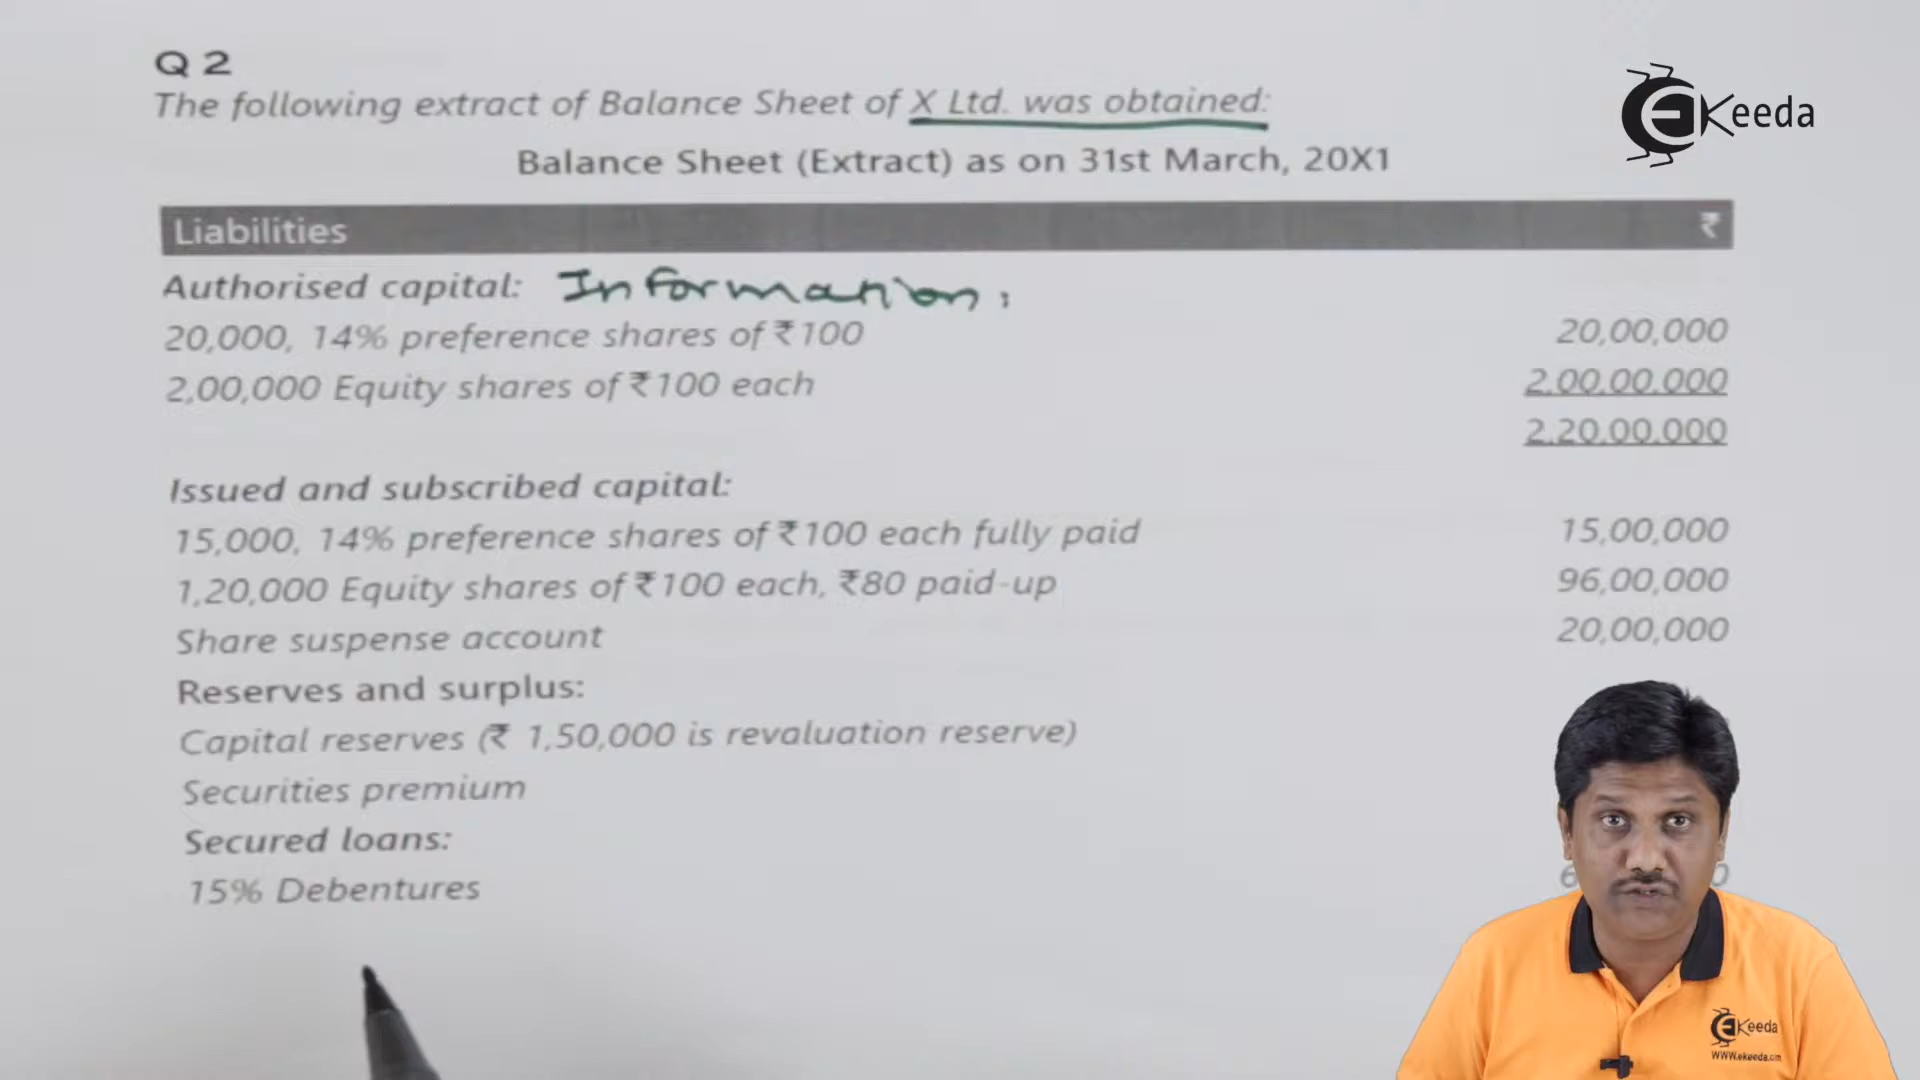 Q 2
The following extract of Balance Sheet of X Ltd. was obtained:
Balance Sheet (Extract) as on 31st March, 20X1
Liabilities ₹
Authorised capital: Information:
20,000, 14% preference shares of ₹100 20,00,000
2,00,000 Equity shares of ₹100 each 2,00,00,000
2,20,00,000
Issued and subscribed capital:
15,000, 14% preference shares of ₹100 each fully paid 15,00,000
1,20,000 Equity shares of ₹100 each, ₹80 paid-up 96,00,000
Share suspense account 20,00,000
Reserves and surplus:
Capital reserves (₹ 1,50,000 is revaluation reserve)
Securities premium
Secured loans:
15% Debentures
EKeeda
EKeeda
WWW.ekeeda.com